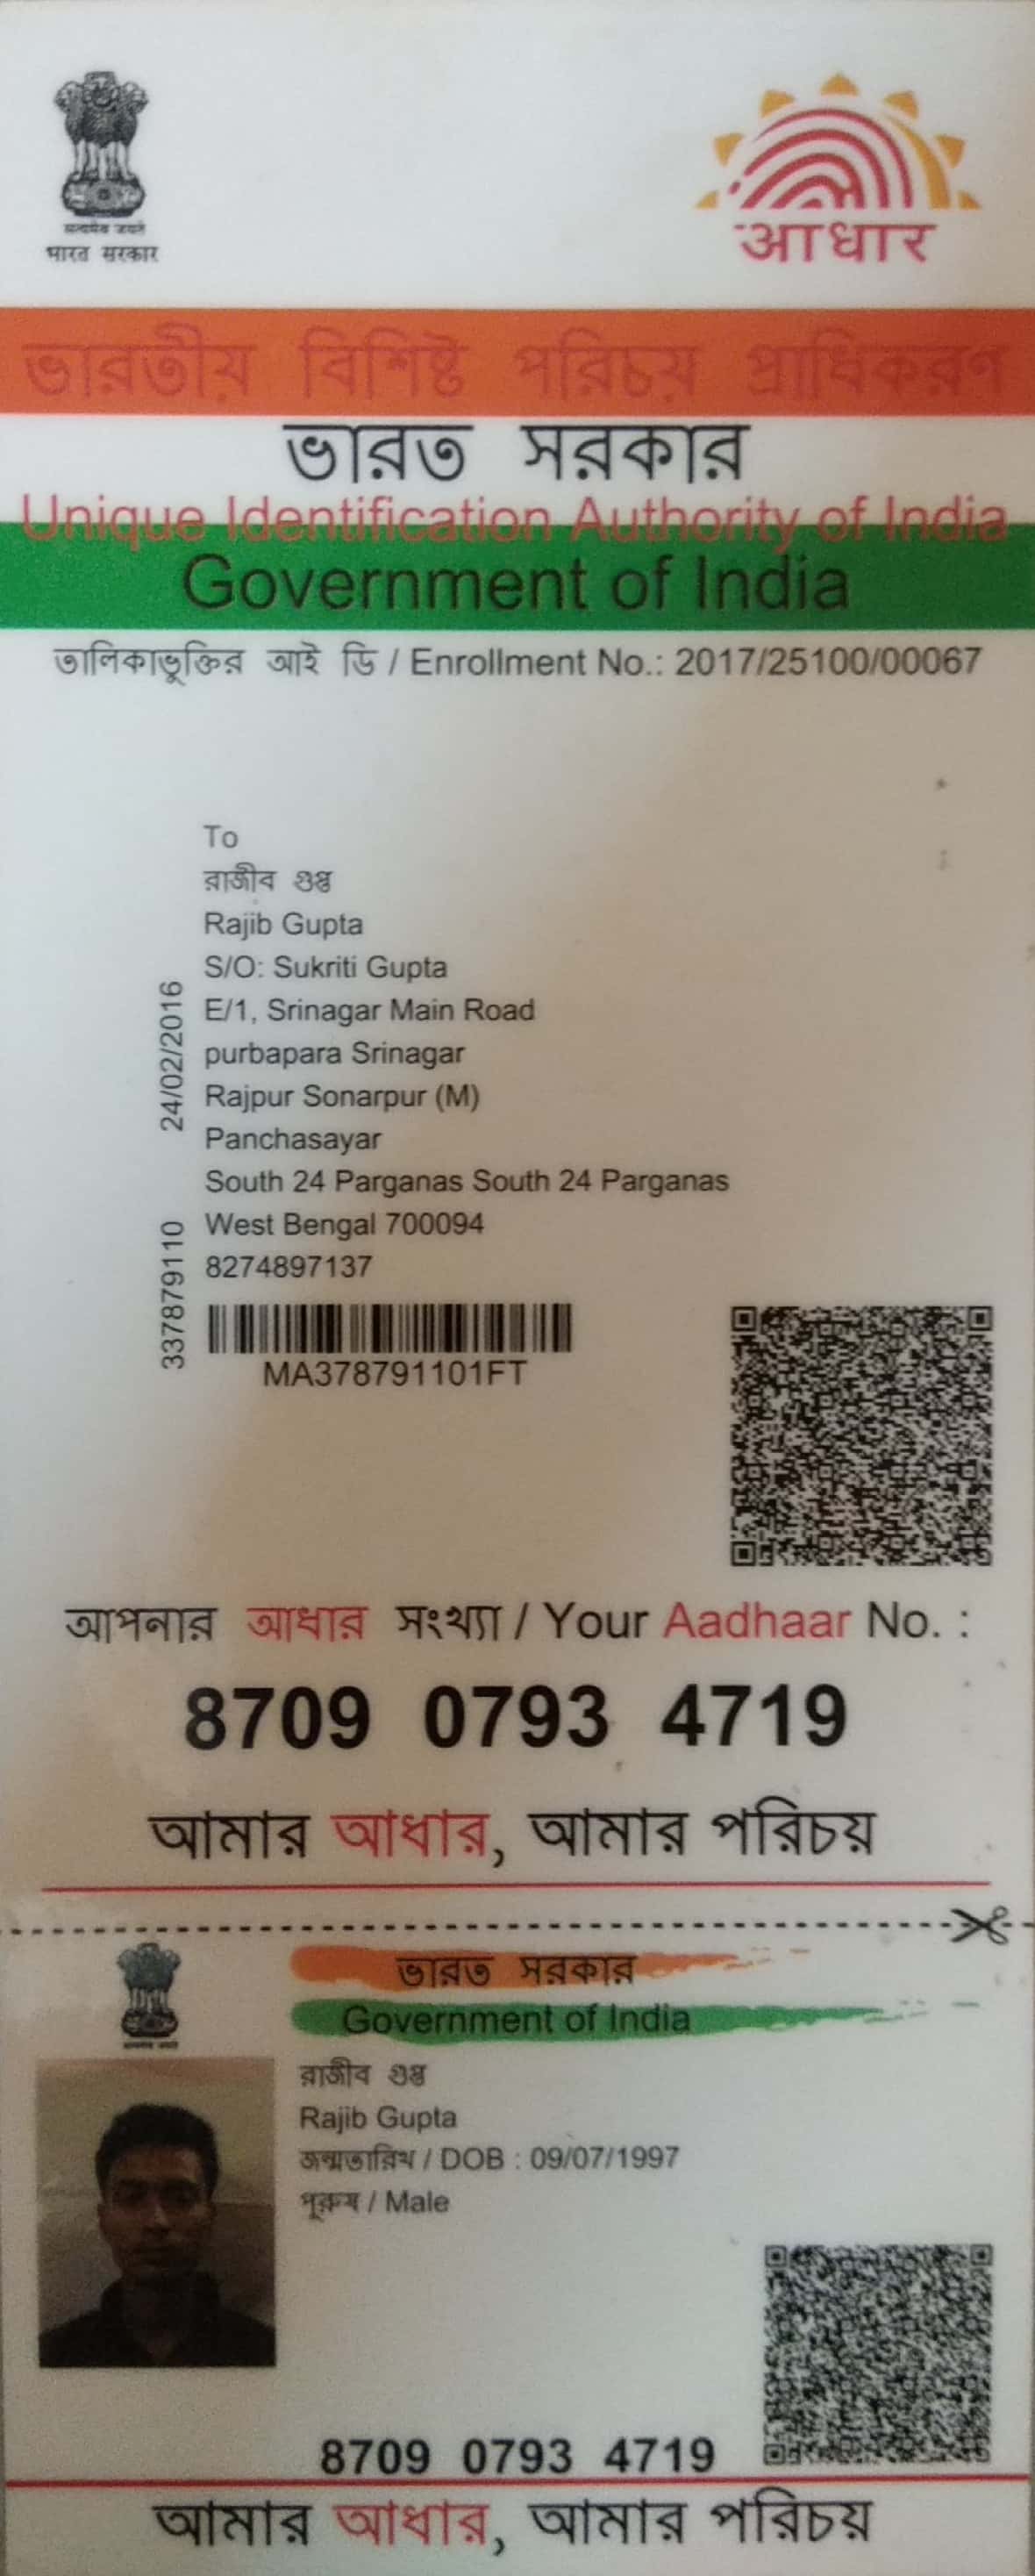 भारत सरकार
आधार
ভারতীয় বিশিষ্ট পরিচয় প্রাধিকরণ
ভারত সরকার
Unique Identification Authority of India
Government of India
তালিকাভুক্তির আই ডি / Enrollment No.: 2017/25100/00067
To
রাজীব গুপ্ত
Rajib Gupta
S/O: Sukriti Gupta
E/1, Srinagar Main Road
purbapara Srinagar
Rajpur Sonarpur (M)
Panchasayar
South 24 Parganas South 24 Parganas
West Bengal 700094
8274897137
24/02/2016
337879110
MA378791101FT
আপনার আধার সংখ্যা / Your Aadhaar No. :
8709 0793 4719
আমার আধার, আমার পরিচয়
ভারত সরকার
Government of India
রাজীব গুপ্ত
Rajib Gupta
জন্মতারিখ / DOB : 09/07/1997
পুরুষ / Male
8709 0793 4719
আমার আধার, আমার পরিচয়